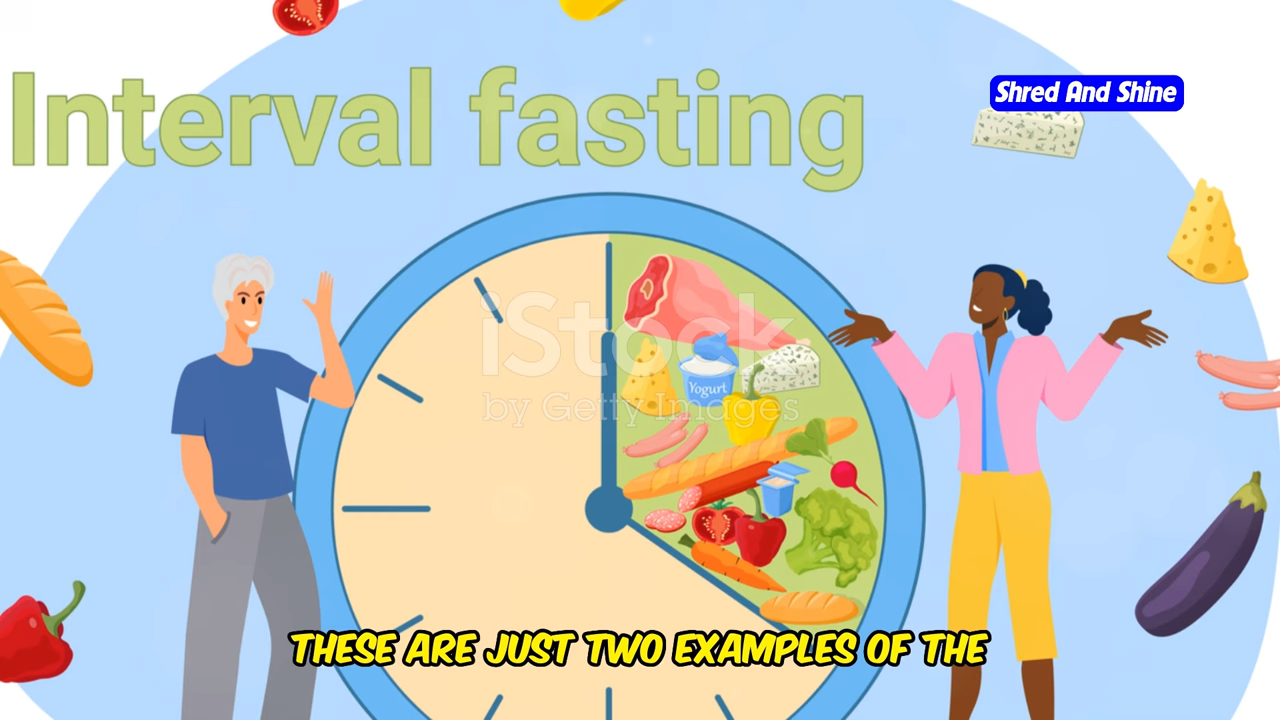 Interval fasting
Shred And Shine
iStock
by Getty Images
Yogurt
THESE ARE JUST TWO EXAMPLES OF THE